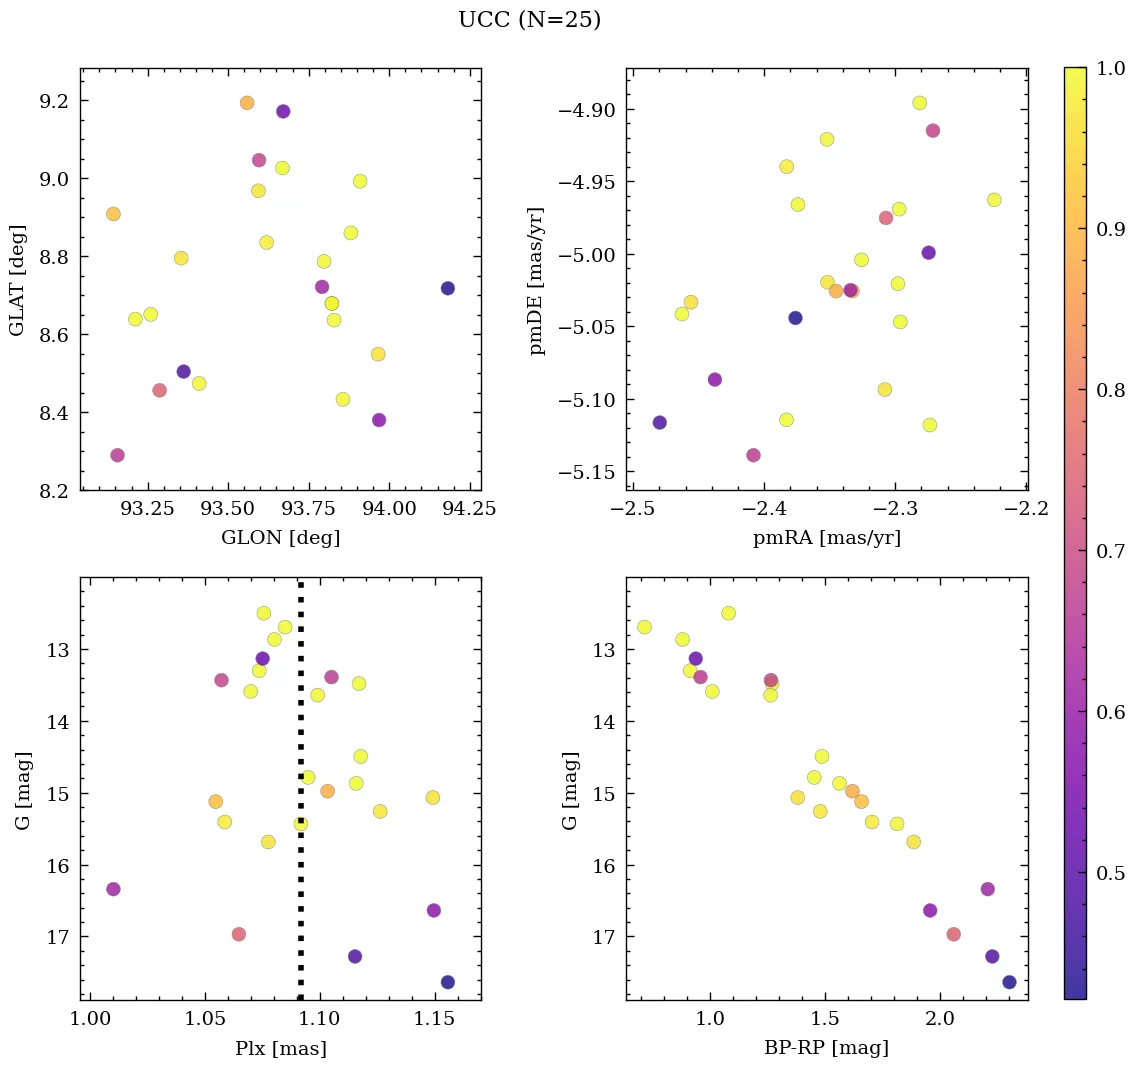 UCC (N=25)
9.2
9.0
8.8
8.6
8.4
8.2
GLAT [deg]
93.25 93.50 93.75 94.00 94.25
GLON [deg]
−4.90
−4.95
−5.00
−5.05
−5.10
−5.15
pmDE [mas/yr]
−2.5 −2.4 −2.3 −2.2
pmRA [mas/yr]
13
14
15
16
17
G [mag]
1.00 1.05 1.10 1.15
Plx [mas]
13
14
15
16
17
G [mag]
1.0 1.5 2.0
BP-RP [mag]
1.0
0.9
0.8
0.7
0.6
0.5